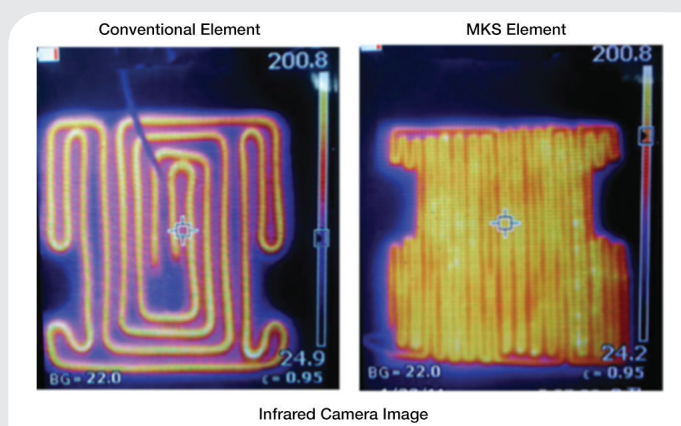 Conventional Element
MKS Element
200.8
200.8
24.9
24.2
BG= 22.0
ε= 0.95
BG= 22.0
ε= 0.95
Infrared Camera Image